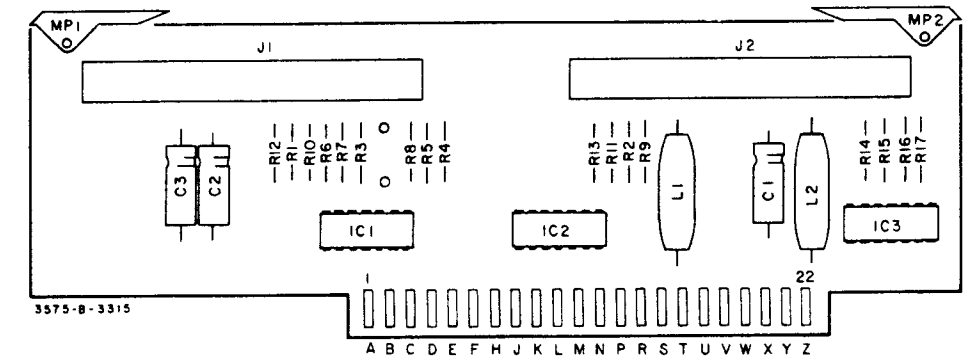 MP1 MP2
J1 J2
R12 R1 R10 R6 R7 R3 R8 R5 R4 R13 R11 R2 R9 R14 R15 R16 R17
C3 C2 L1 C1 L2
IC1 IC2 IC3
1 22
3575-B-3315
A B C D E F H J K L M N P R S T U V W X Y Z